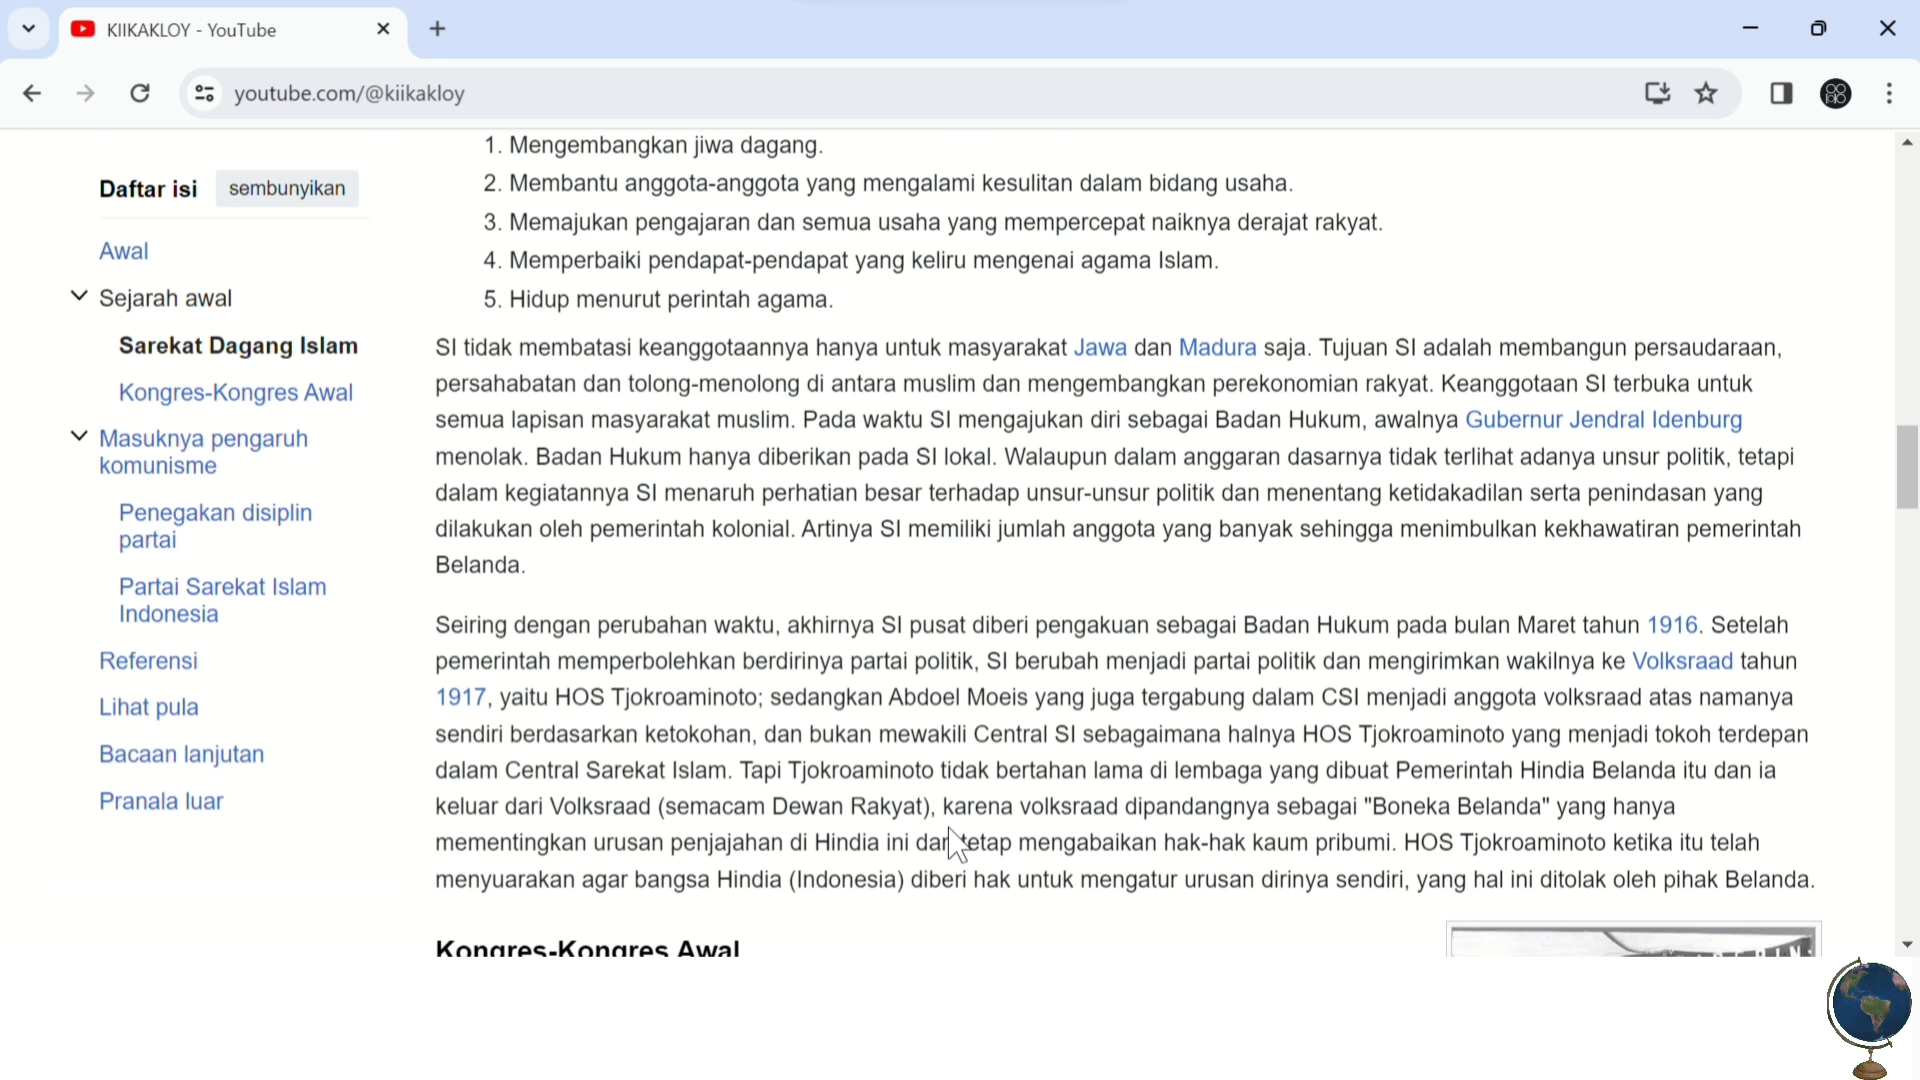 KIIKAKLOY - YouTube
youtube.com/@kiikakloy
Daftar isi sembunyikan
Awal
Sejarah awal
Sarekat Dagang Islam
Kongres-Kongres Awal
Masuknya pengaruh
komunisme
Penegakan disiplin
partai
Partai Sarekat Islam
Indonesia
Referensi
Lihat pula
Bacaan lanjutan
Pranala luar
1. Mengembangkan jiwa dagang.
2. Membantu anggota-anggota yang mengalami kesulitan dalam bidang usaha.
3. Memajukan pengajaran dan semua usaha yang mempercepat naiknya derajat rakyat.
4. Memperbaiki pendapat-pendapat yang keliru mengenai agama Islam.
5. Hidup menurut perintah agama.
SI tidak membatasi keanggotaannya hanya untuk masyarakat Jawa dan Madura saja. Tujuan SI adalah membangun persaudaraan,
persahabatan dan tolong-menolong di antara muslim dan mengembangkan perekonomian rakyat. Keanggotaan SI terbuka untuk
semua lapisan masyarakat muslim. Pada waktu SI mengajukan diri sebagai Badan Hukum, awalnya Gubernur Jendral Idenburg
menolak. Badan Hukum hanya diberikan pada SI lokal. Walaupun dalam anggaran dasarnya tidak terlihat adanya unsur politik, tetapi
dalam kegiatannya SI menaruh perhatian besar terhadap unsur-unsur politik dan menentang ketidakadilan serta penindasan yang
dilakukan oleh pemerintah kolonial. Artinya SI memiliki jumlah anggota yang banyak sehingga menimbulkan kekhawatiran pemerintah
Belanda.
Seiring dengan perubahan waktu, akhirnya SI pusat diberi pengakuan sebagai Badan Hukum pada bulan Maret tahun 1916. Setelah
pemerintah memperbolehkan berdirinya partai politik, SI berubah menjadi partai politik dan mengirimkan wakilnya ke Volksraad tahun
1917, yaitu HOS Tjokroaminoto; sedangkan Abdoel Moeis yang juga tergabung dalam CSI menjadi anggota volksraad atas namanya
sendiri berdasarkan ketokohan, dan bukan mewakili Central SI sebagaimana halnya HOS Tjokroaminoto yang menjadi tokoh terdepan
dalam Central Sarekat Islam. Tapi Tjokroaminoto tidak bertahan lama di lembaga yang dibuat Pemerintah Hindia Belanda itu dan ia
keluar dari Volksraad (semacam Dewan Rakyat), karena volksraad dipandangnya sebagai "Boneka Belanda" yang hanya
mementingkan urusan penjajahan di Hindia ini dan tetap mengabaikan hak-hak kaum pribumi. HOS Tjokroaminoto ketika itu telah
menyuarakan agar bangsa Hindia (Indonesia) diberi hak untuk mengatur urusan dirinya sendiri, yang hal ini ditolak oleh pihak Belanda.
Kongres-Kongres Awal